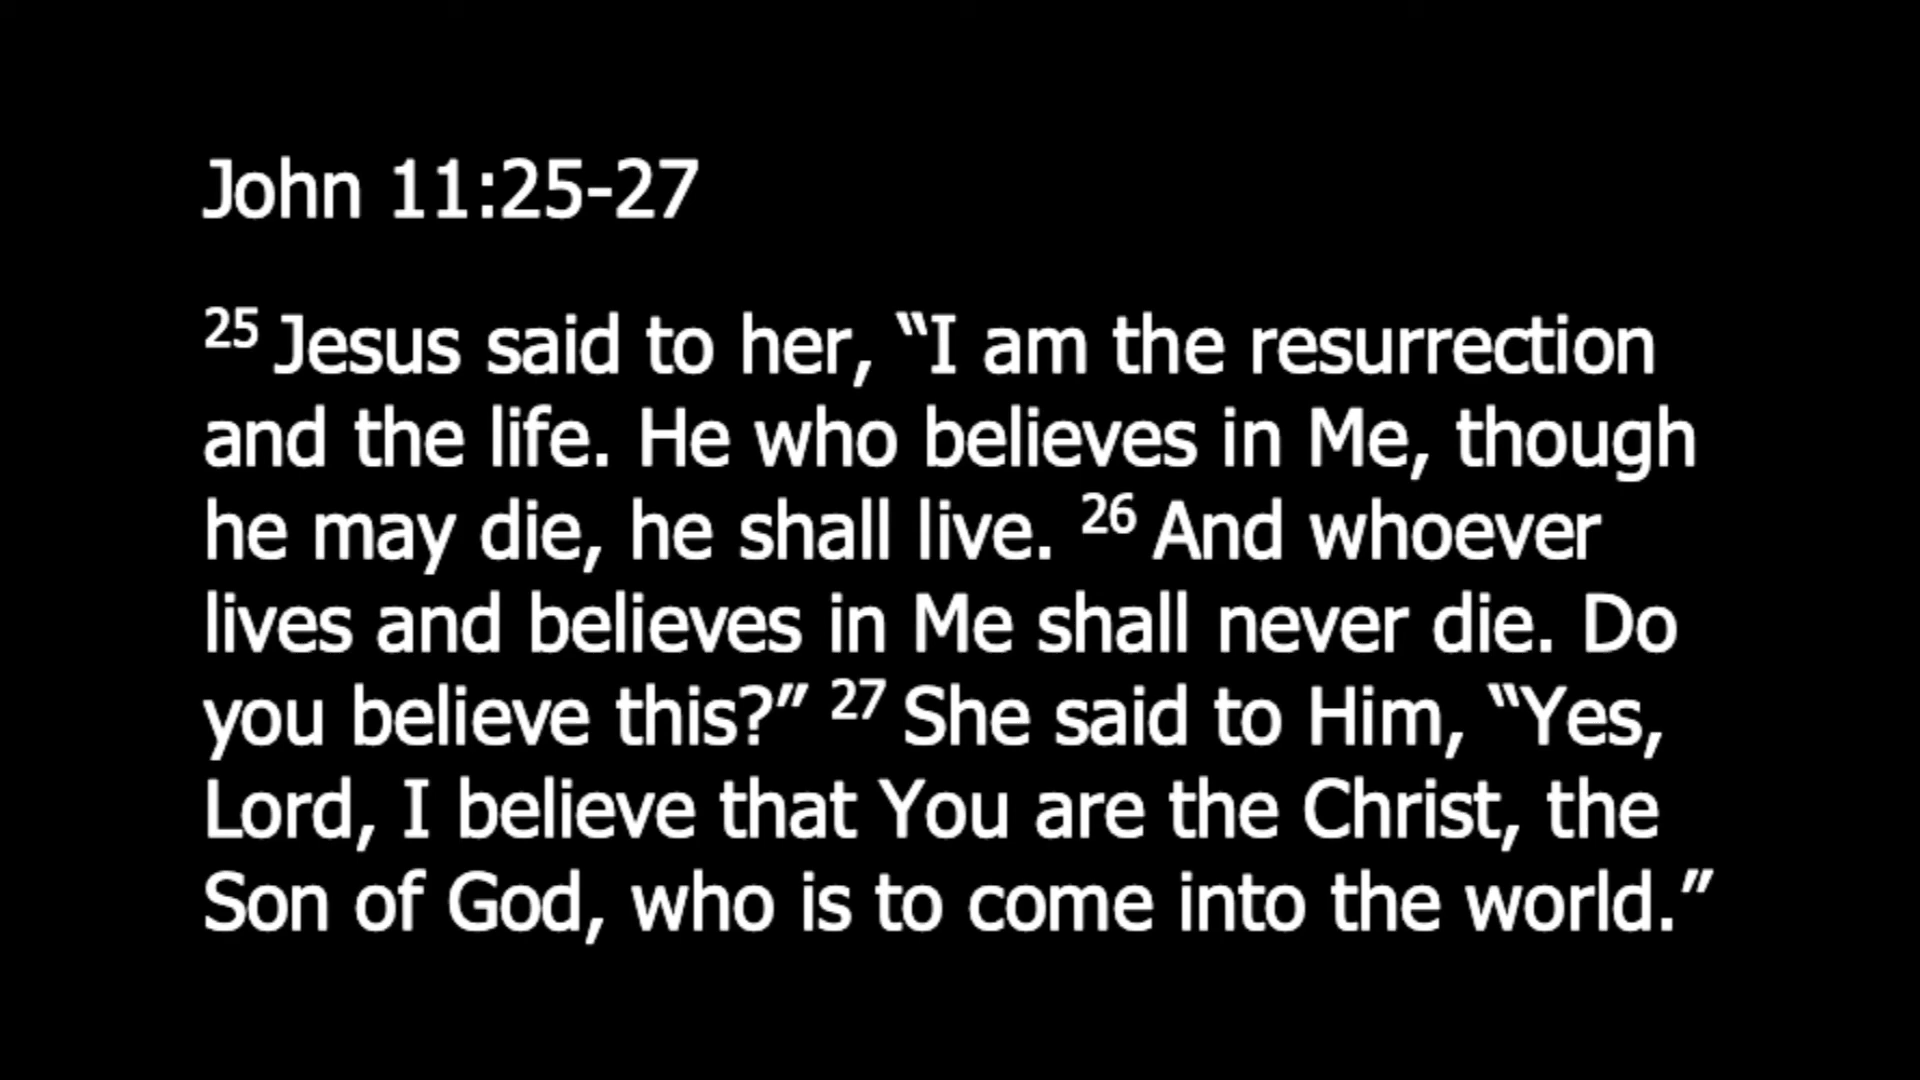 John 11:25-27
25 Jesus said to her, “I am the resurrection
and the life. He who believes in Me, though
he may die, he shall live. 26 And whoever
lives and believes in Me shall never die. Do
you believe this?” 27 She said to Him, “Yes,
Lord, I believe that You are the Christ, the
Son of God, who is to come into the world.”